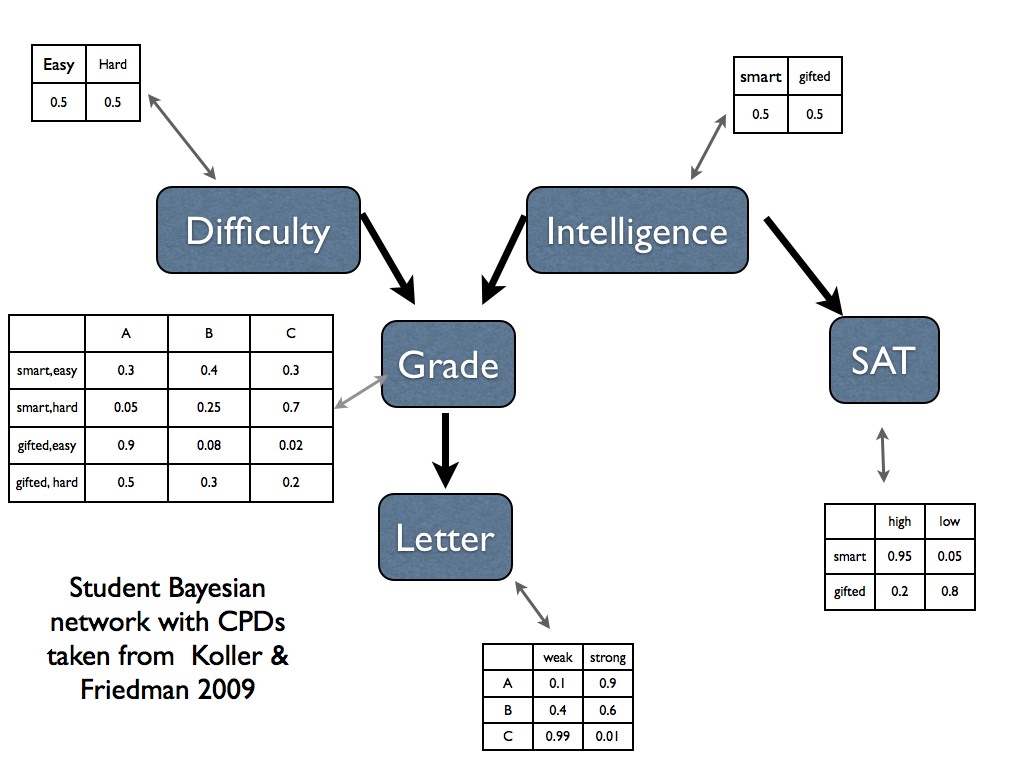 Easy Hard
0.5 0.5
smart gifted
0.5 0.5
Difficulty
Intelligence
A B C
smart,easy 0.3 0.4 0.3
smart,hard 0.05 0.25 0.7
gifted,easy 0.9 0.08 0.02
gifted, hard 0.5 0.3 0.2
Grade
SAT
Letter
high low
smart 0.95 0.05
gifted 0.2 0.8
Student Bayesian
network with CPDs
taken from Koller &
Friedman 2009
weak strong
A 0.1 0.9
B 0.4 0.6
C 0.99 0.01